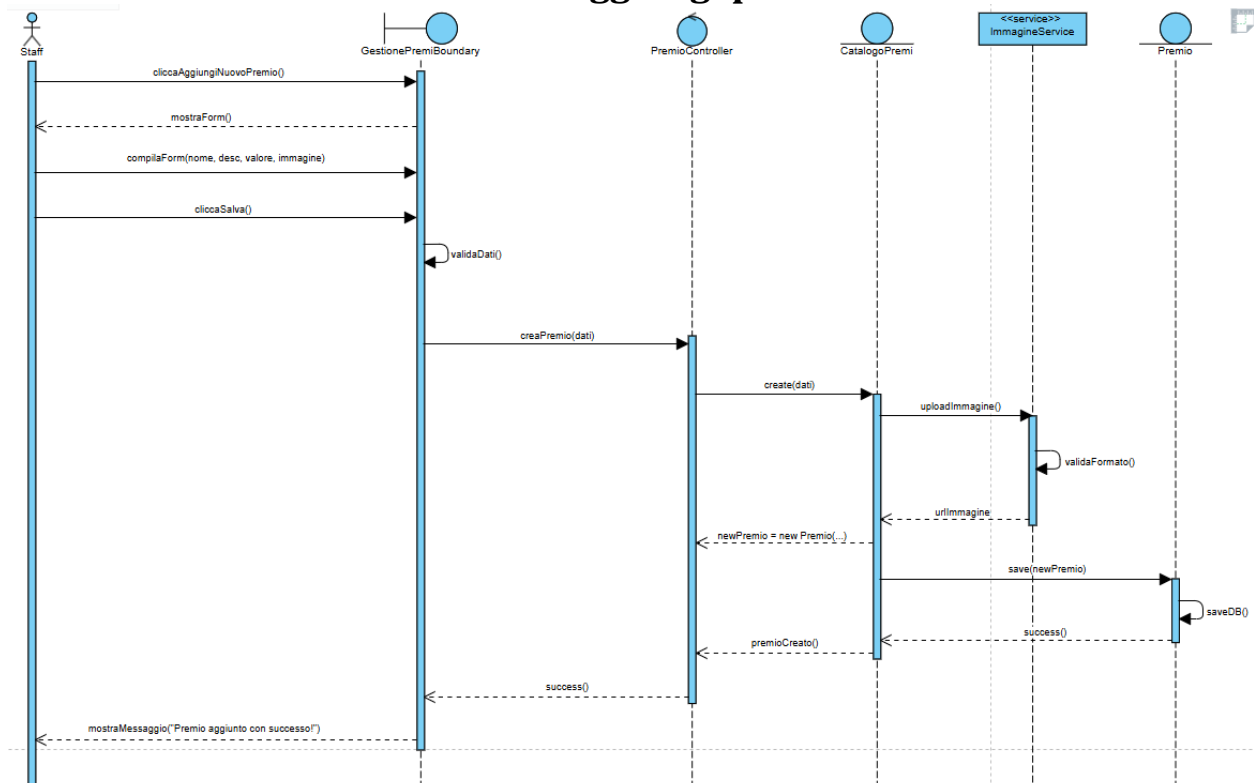 Staff
GestionePremiBoundary
PremioController
CatalogoPremi
<<service>>
ImmagineService
Premio
cliccaAggiungiNuovoPremio()
mostraForm()
compilaForm(nome, desc, valore, immagine)
cliccaSalva()
validaDati()
creaPremio(dati)
create(dati)
uploadImmagine()
validaFormato()
urlImmagine
newPremio = new Premio(...)
save(newPremio)
saveDB()
success()
premioCreato()
success()
mostraMessaggio("Premio aggiunto con successo!")